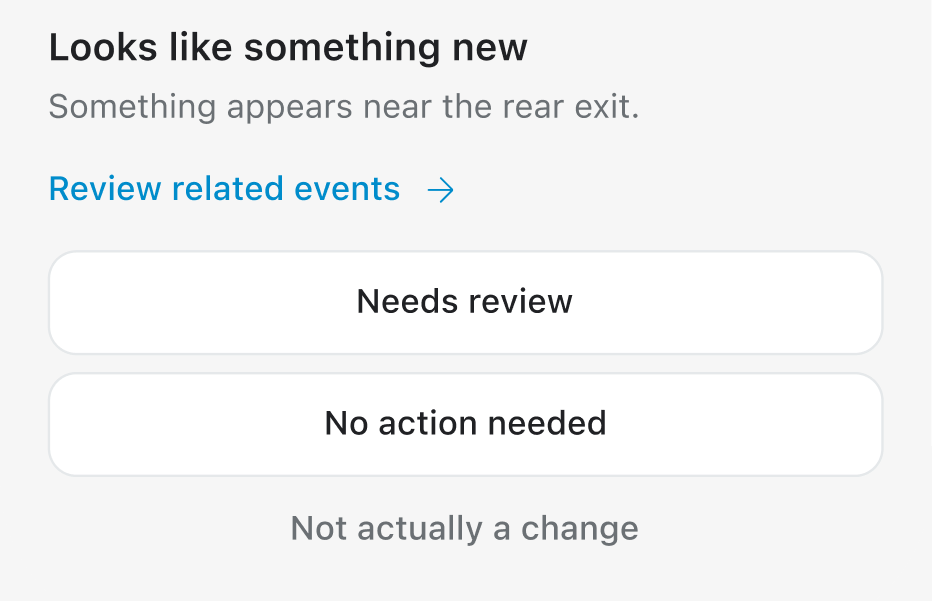 Looks like something new
Something appears near the rear exit.
Review related events →
Needs review
No action needed
Not actually a change